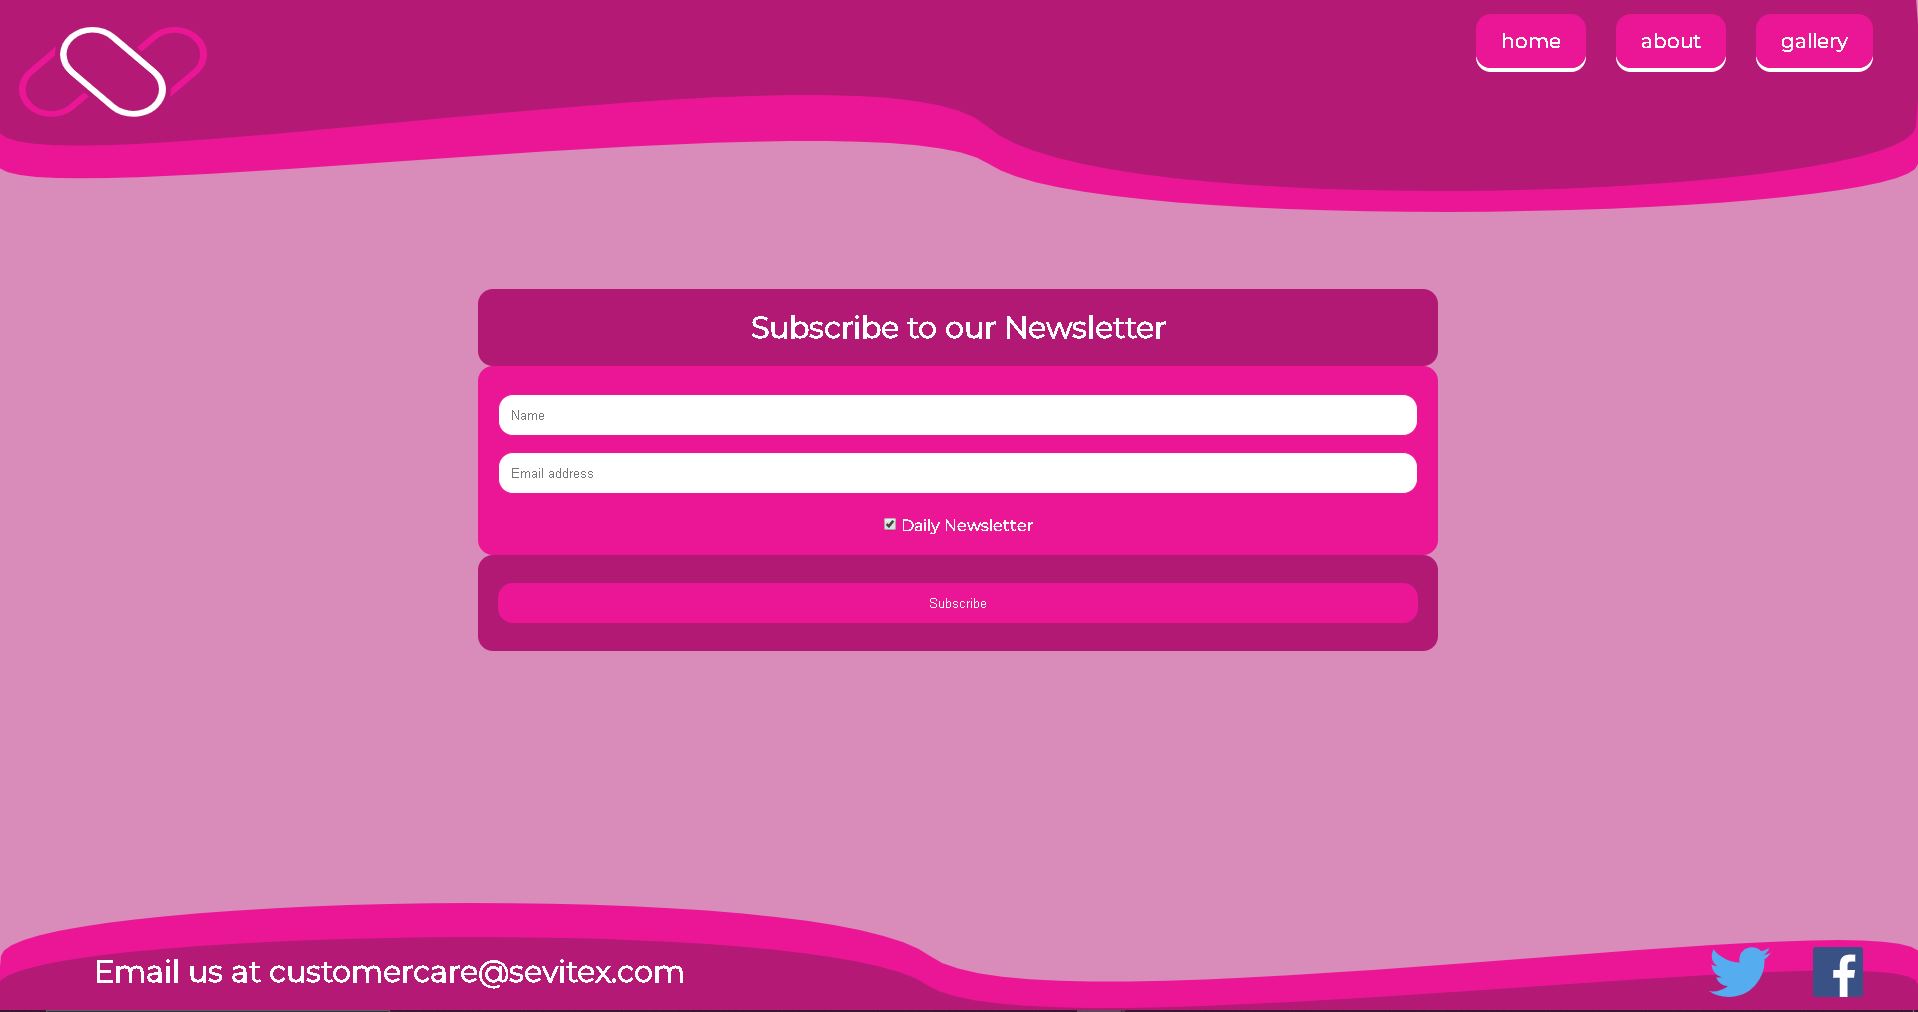 home
about
gallery
Subscribe to our Newsletter
Name
Email address
Daily Newsletter
Subscribe
Email us at customercare@sevitex.com